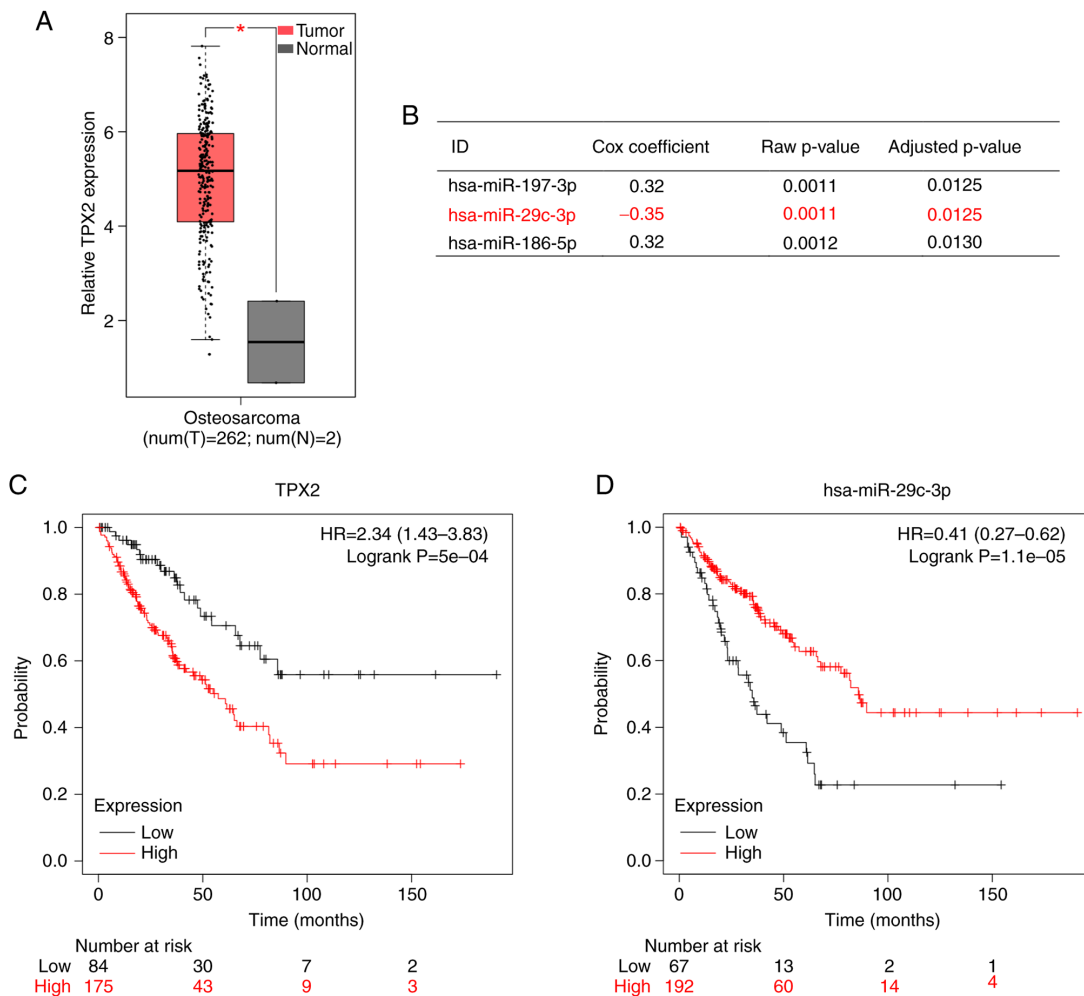 A
Tumor
Normal
*
8
6
4
2
Relative TPX2 expression
Osteosarcoma
(num(T)=262; num(N)=2)
B
ID Cox coefficient Raw p-value Adjusted p-value
hsa-miR-197-3p 0.32 0.0011 0.0125
hsa-miR-29c-3p −0.35 0.0011 0.0125
hsa-miR-186-5p 0.32 0.0012 0.0130
C
TPX2
HR=2.34 (1.43–3.83)
Logrank P=5e–04
1.0
0.8
0.6
0.4
0.2
0.0
Probability
Expression
Low
High
0 50 100 150
Time (months)
Number at risk
Low 84 30 7 2
High 175 43 9 3
D
hsa-miR-29c-3p
HR=0.41 (0.27–0.62)
Logrank P=1.1e–05
1.0
0.8
0.6
0.4
0.2
0.0
Probability
Expression
Low
High
0 50 100 150
Time (months)
Number at risk
Low 67 13 2 1
High 192 60 14 4